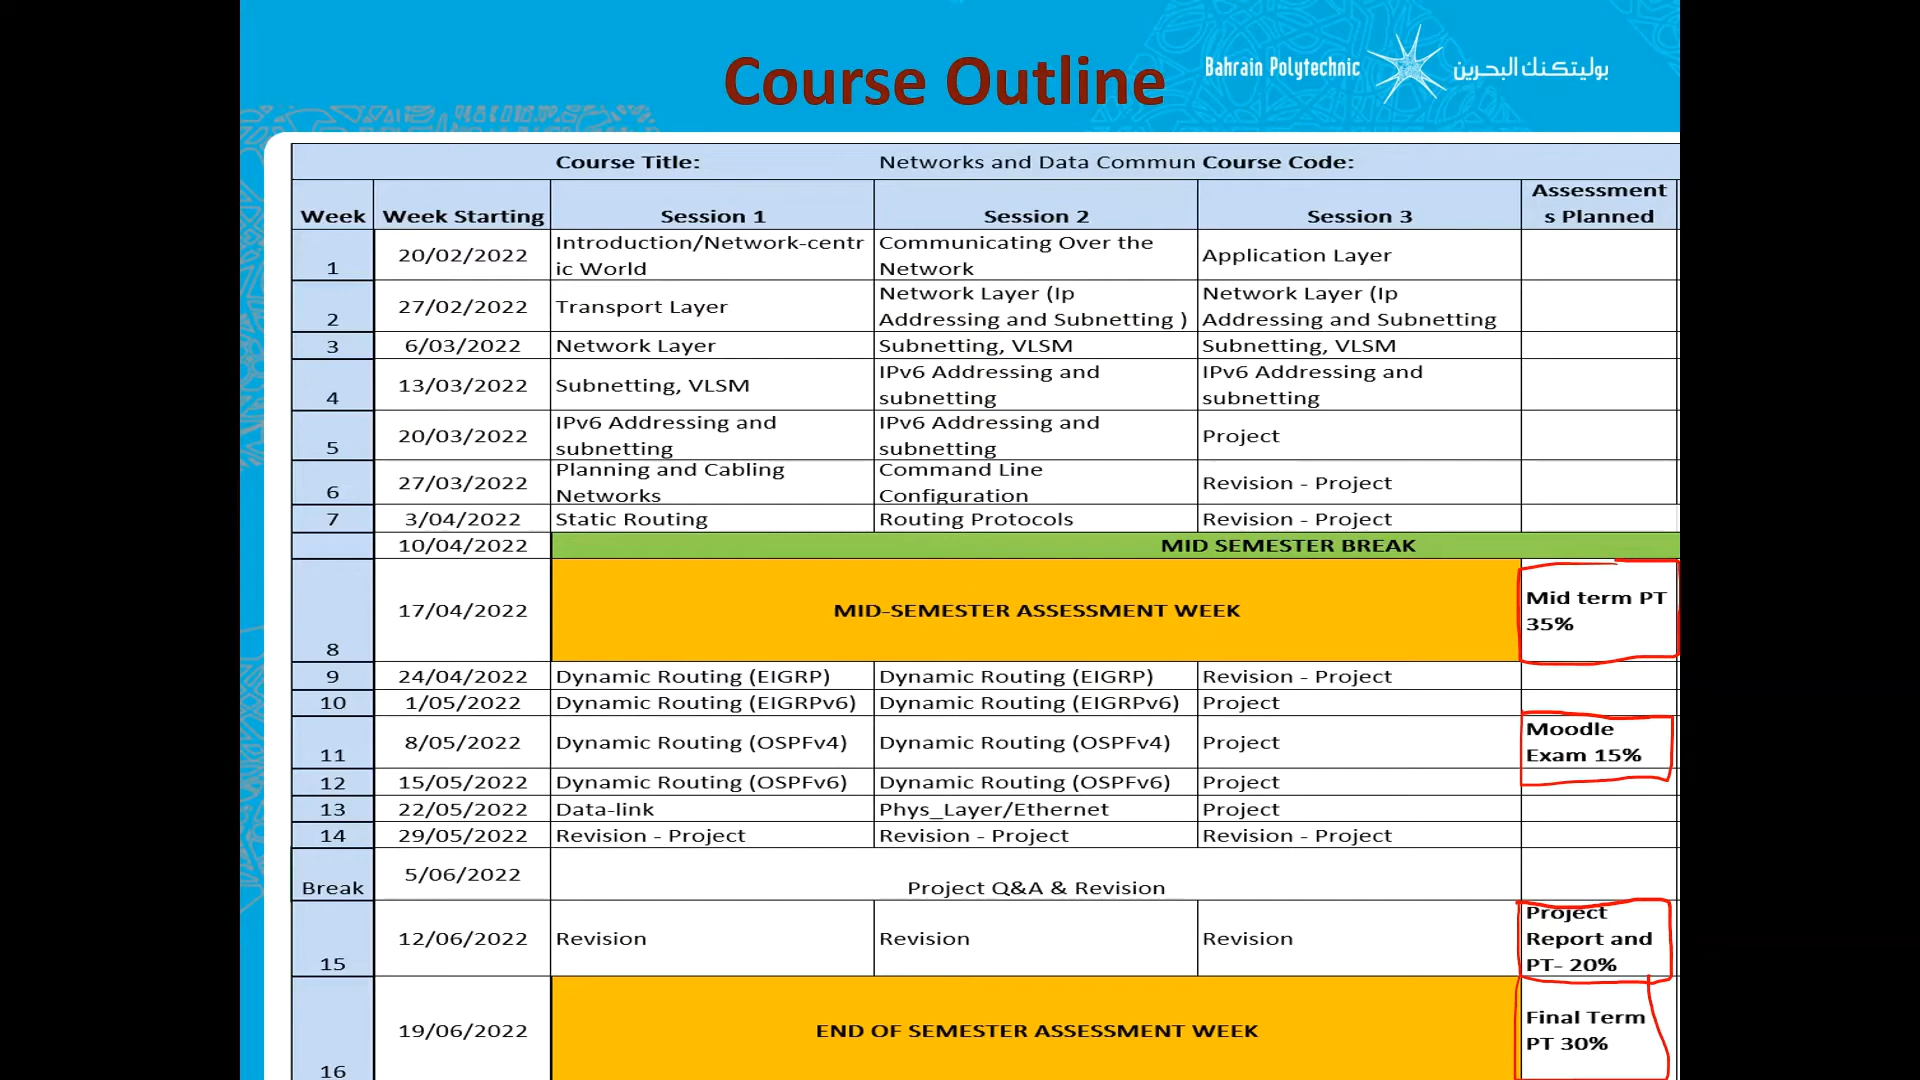 Course Outline
Bahrain Polytechnic
بوليتكنك البحرين
Course Title: Networks and Data Commun Course Code:
Week Week Starting Session 1 Session 2 Session 3 Assessment
s Planned
1 20/02/2022 Introduction/Network-centr
ic World Communicating Over the
Network Application Layer
2 27/02/2022 Transport Layer Network Layer (Ip
Addressing and Subnetting ) Network Layer (Ip
Addressing and Subnetting
3 6/03/2022 Network Layer Subnetting, VLSM Subnetting, VLSM
4 13/03/2022 Subnetting, VLSM IPv6 Addressing and
subnetting IPv6 Addressing and
subnetting
5 20/03/2022 IPv6 Addressing and
subnetting IPv6 Addressing and
subnetting Project
6 27/03/2022 Planning and Cabling
Networks Command Line
Configuration Revision - Project
7 3/04/2022 Static Routing Routing Protocols Revision - Project
10/04/2022 MID SEMESTER BREAK
8 17/04/2022 MID-SEMESTER ASSESSMENT WEEK Mid term PT
35%
9 24/04/2022 Dynamic Routing (EIGRP) Dynamic Routing (EIGRP) Revision - Project
10 1/05/2022 Dynamic Routing (EIGRPv6) Dynamic Routing (EIGRPv6) Project
11 8/05/2022 Dynamic Routing (OSPFv4) Dynamic Routing (OSPFv4) Project Moodle
Exam 15%
12 15/05/2022 Dynamic Routing (OSPFv6) Dynamic Routing (OSPFv6) Project
13 22/05/2022 Data-link Phys_Layer/Ethernet Project
14 29/05/2022 Revision - Project Revision - Project Revision - Project
Break 5/06/2022 Project Q&A & Revision
15 12/06/2022 Revision Revision Revision Project
Report and
PT- 20%
16 19/06/2022 END OF SEMESTER ASSESSMENT WEEK Final Term
PT 30%